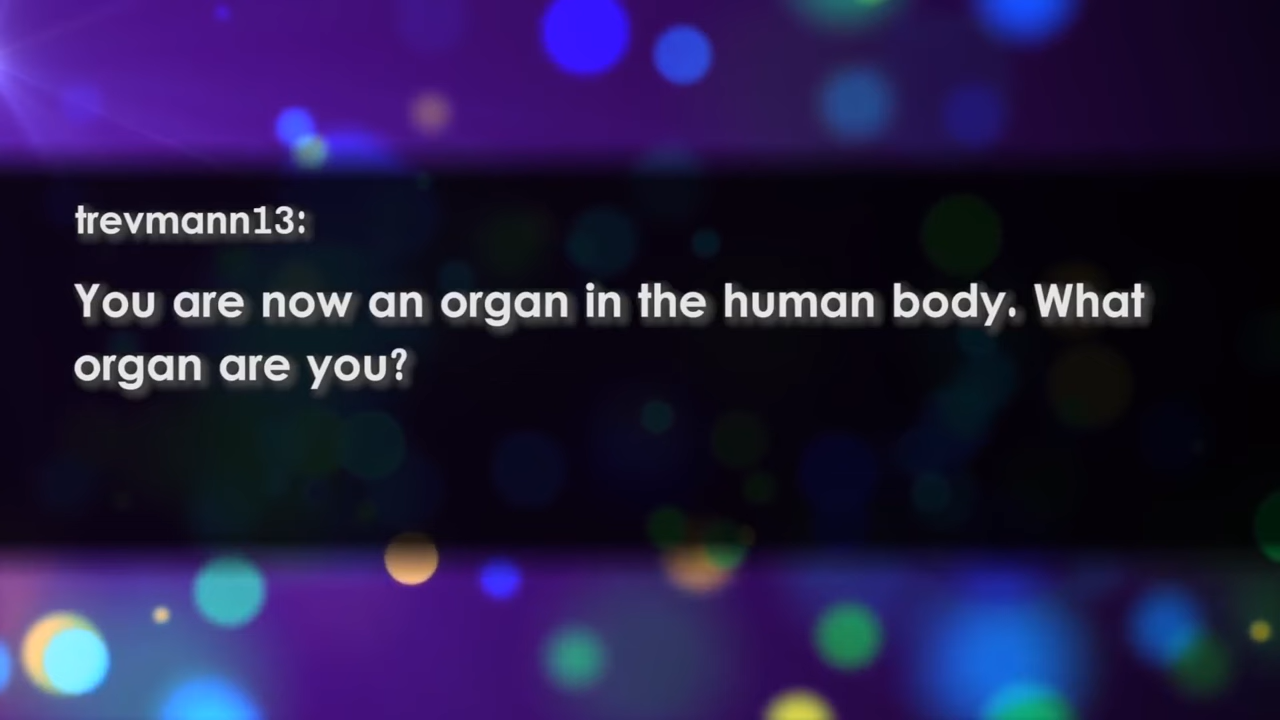 trevmann13:
You are now an organ in the human body. What
organ are you?